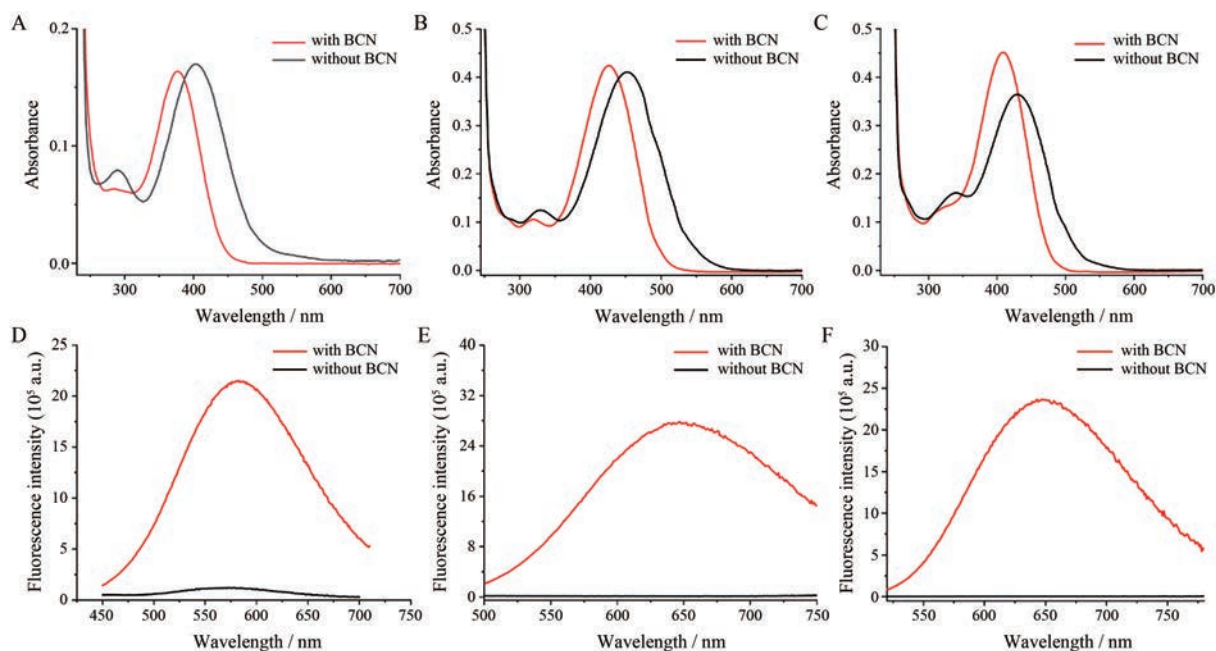 A
0.2
0.1
0.0
Absorbance
with BCN
without BCN
300 400 500 600 700
Wavelength / nm
B
0.5
0.4
0.3
0.2
0.1
0.0
Absorbance
with BCN
without BCN
300 400 500 600 700
Wavelength / nm
C
0.5
0.4
0.3
0.2
0.1
0.0
Absorbance
with BCN
without BCN
300 400 500 600 700
Wavelength / nm
D
25
20
15
10
5
0
Fluorescence intensity (10⁵ a.u.)
with BCN
without BCN
450 500 550 600 650 700 750
Wavelength / nm
E
40
32
24
16
8
0
Fluorescence intensity (10⁵ a.u.)
with BCN
without BCN
500 550 600 650 700 750
Wavelength / nm
F
30
25
20
15
10
5
0
Fluorescence intensity (10⁵ a.u.)
with BCN
without BCN
550 600 650 700 750
Wavelength / nm